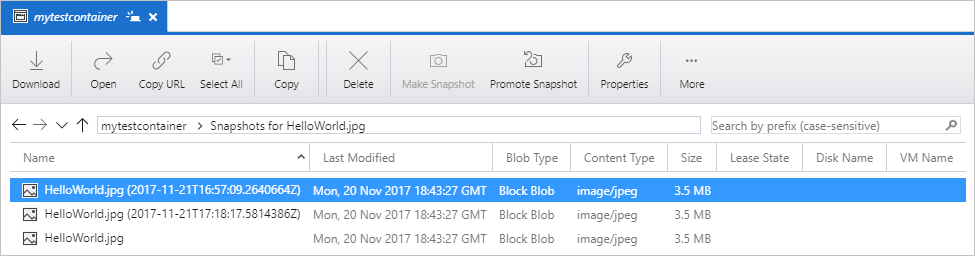 mytestcontainer
Download Open Copy URL Select All Copy Delete Make Snapshot Promote Snapshot Properties More
mytestcontainer > Snapshots for HelloWorld.jpg Search by prefix (case-sensitive)
Name Last Modified Blob Type Content Type Size Lease State Disk Name VM Name
HelloWorld.jpg (2017-11-21T16:57:09.2640664Z) Mon, 20 Nov 2017 18:43:27 GMT Block Blob image/jpeg 3.5 MB
HelloWorld.jpg (2017-11-21T17:18:17.5814386Z) Mon, 20 Nov 2017 18:43:27 GMT Block Blob image/jpeg 3.5 MB
HelloWorld.jpg Mon, 20 Nov 2017 18:43:27 GMT Block Blob image/jpeg 3.5 MB